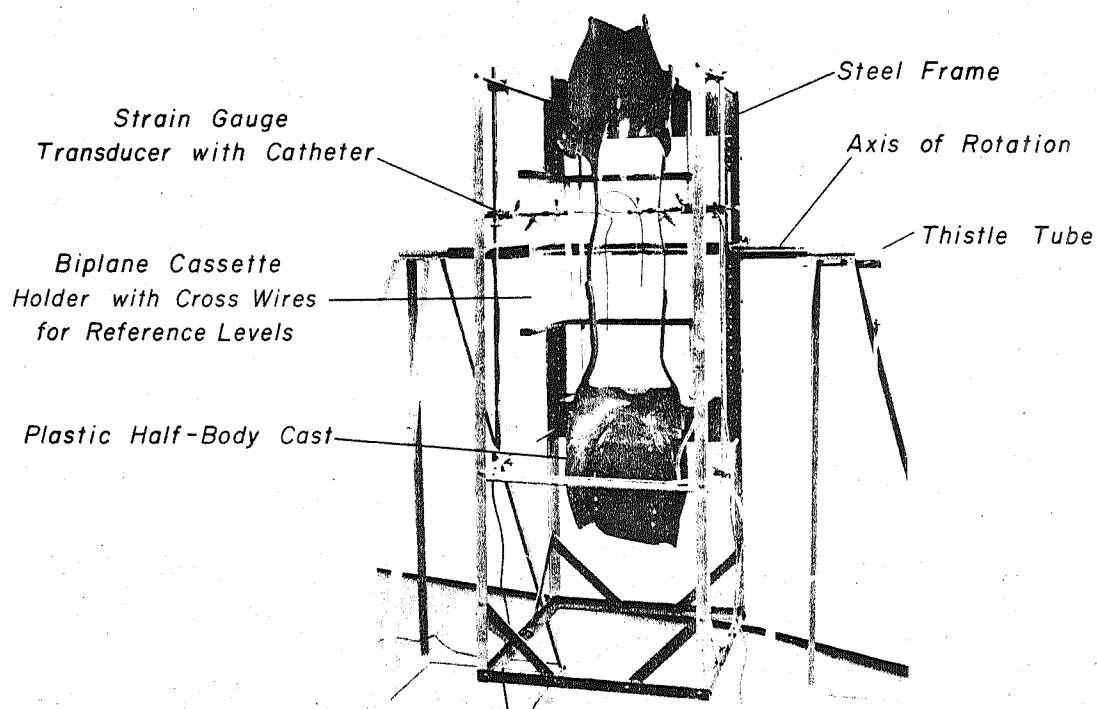 Steel Frame
Strain Gauge
Transducer with Catheter
Axis of Rotation
Thistle Tube
Biplane Cassette
Holder with Cross Wires
for Reference Levels
Plastic Half-Body Cast